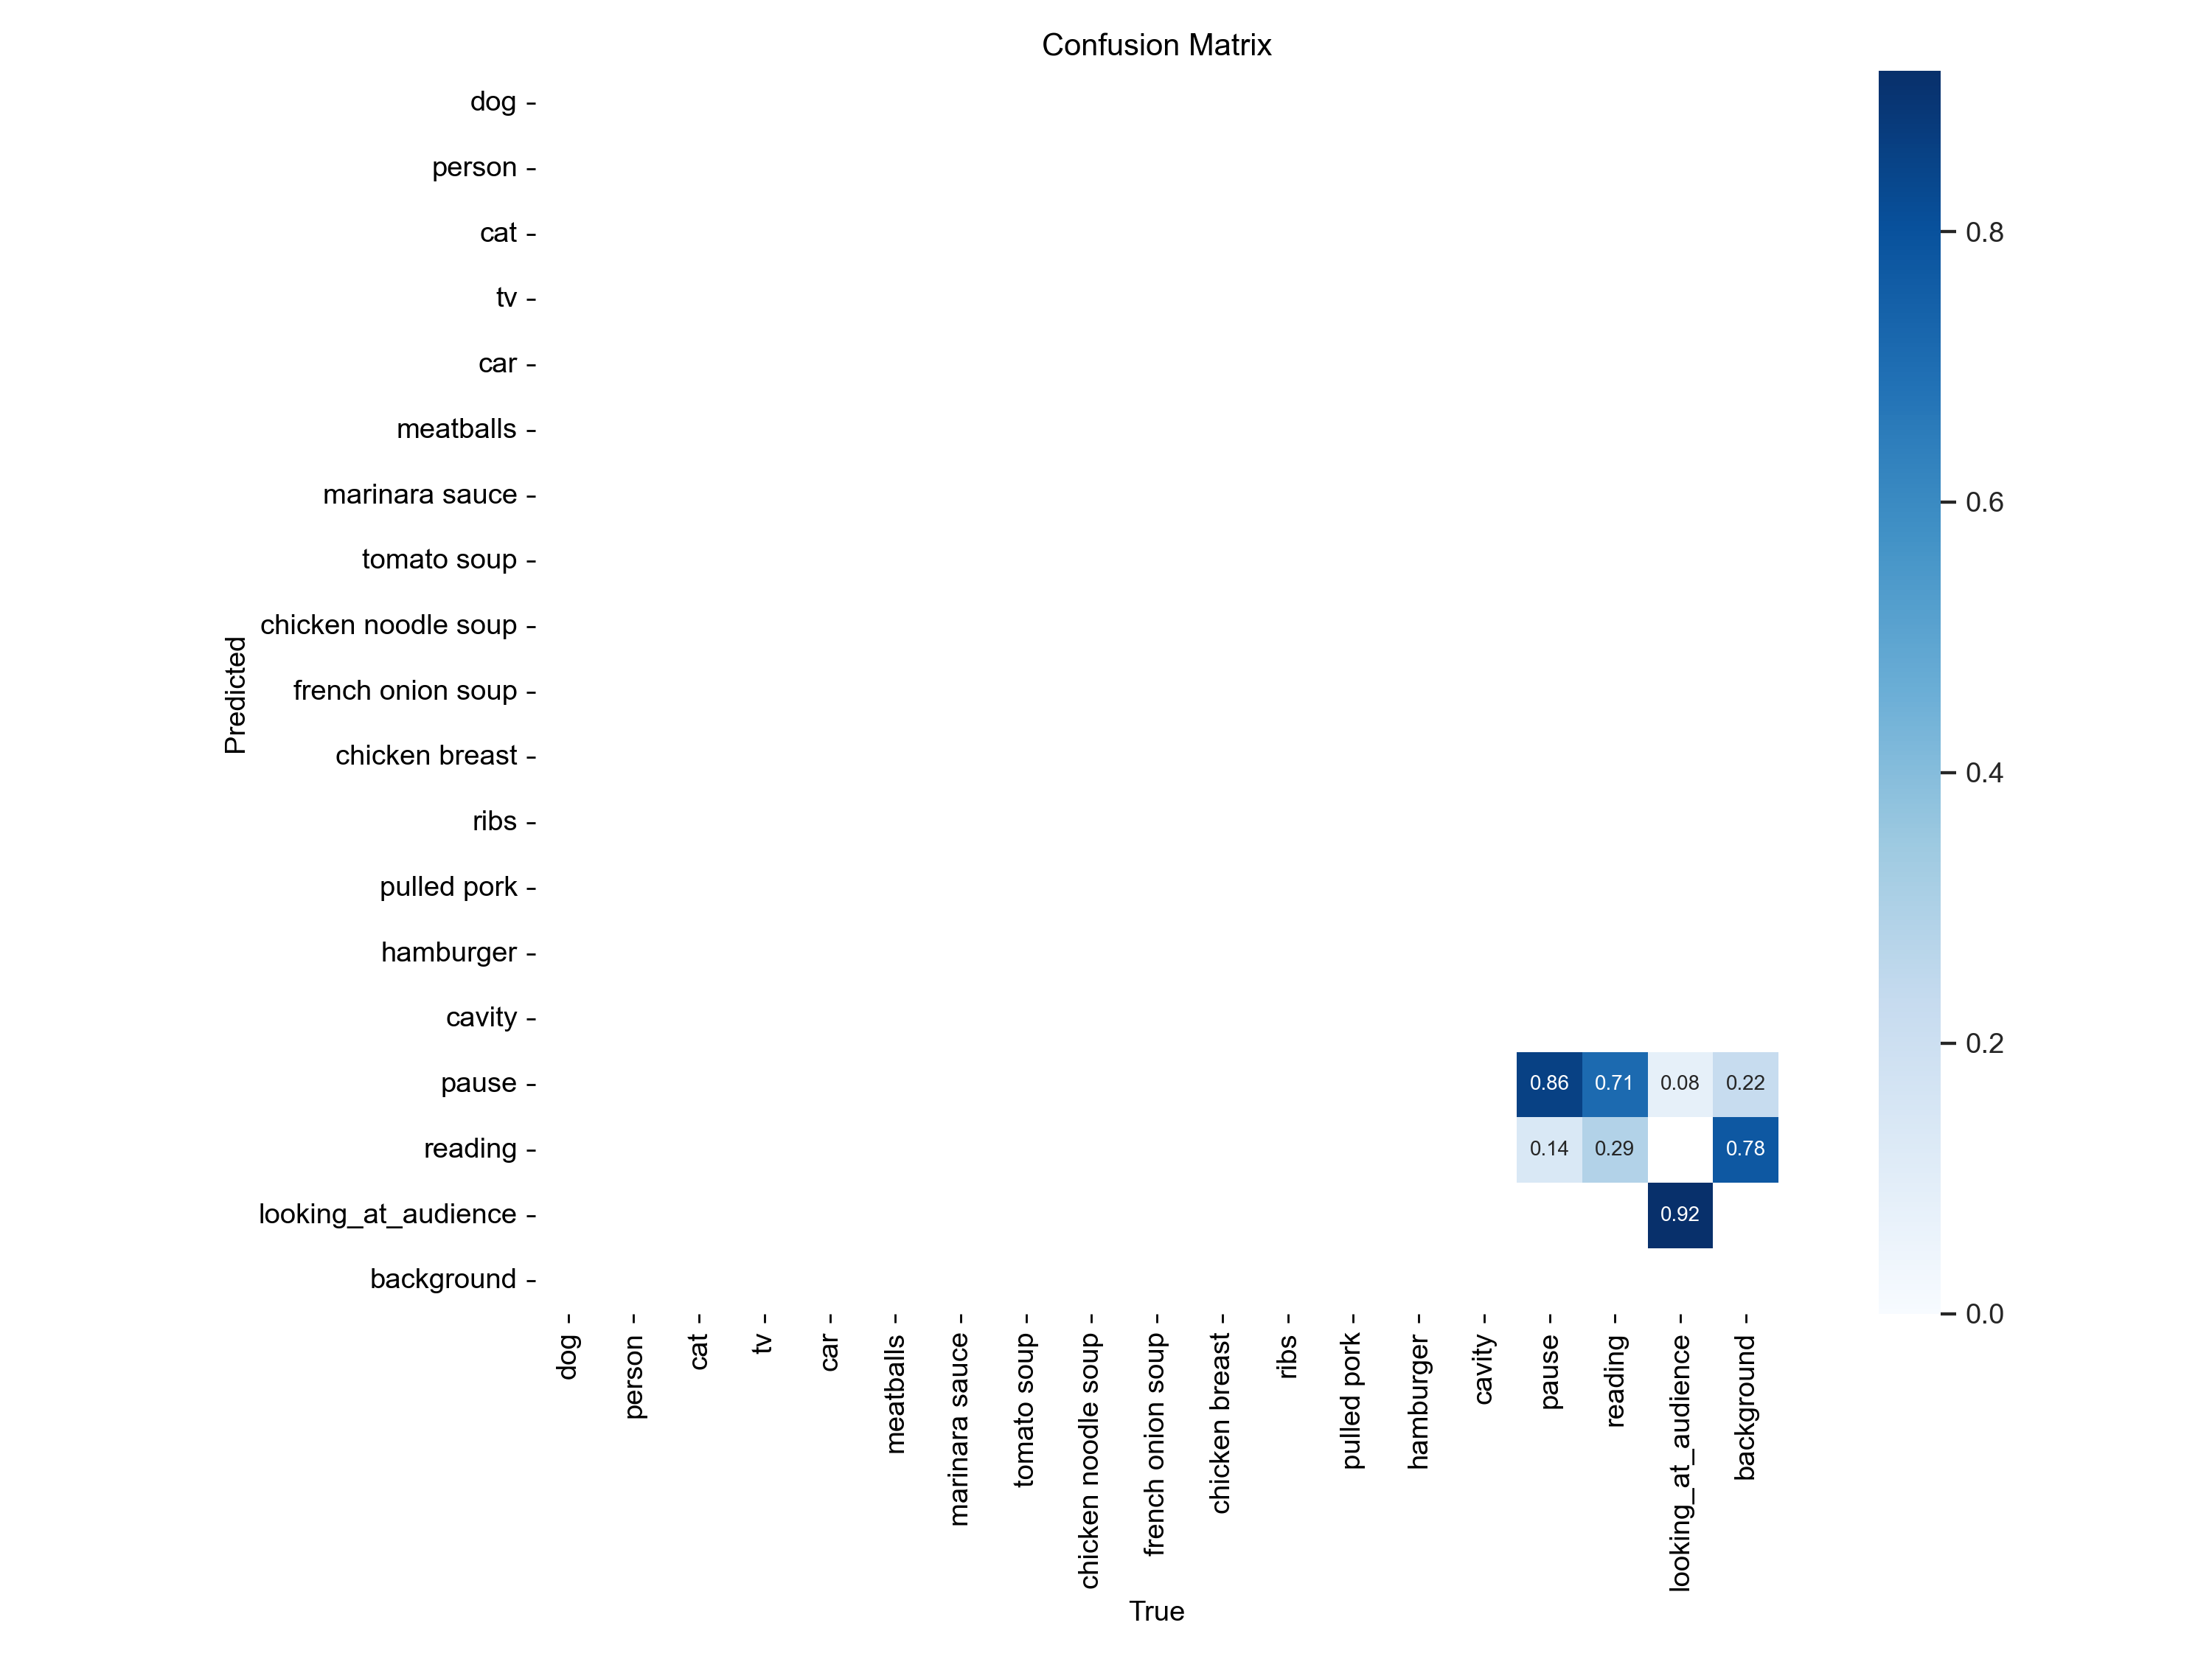 Confusion Matrix
dog
person
cat
tv
car
meatballs
marinara sauce
tomato soup
chicken noodle soup
french onion soup
chicken breast
ribs
pulled pork
hamburger
cavity
pause
reading
looking_at_audience
background
Predicted
0.86 0.71 0.08 0.22
0.14 0.29 0.78
0.92
dog
person
cat
tv
car
meatballs
marinara sauce
tomato soup
chicken noodle soup
french onion soup
chicken breast
ribs
pulled pork
hamburger
cavity
pause
reading
looking_at_audience
background
True
0.8
0.6
0.4
0.2
0.0